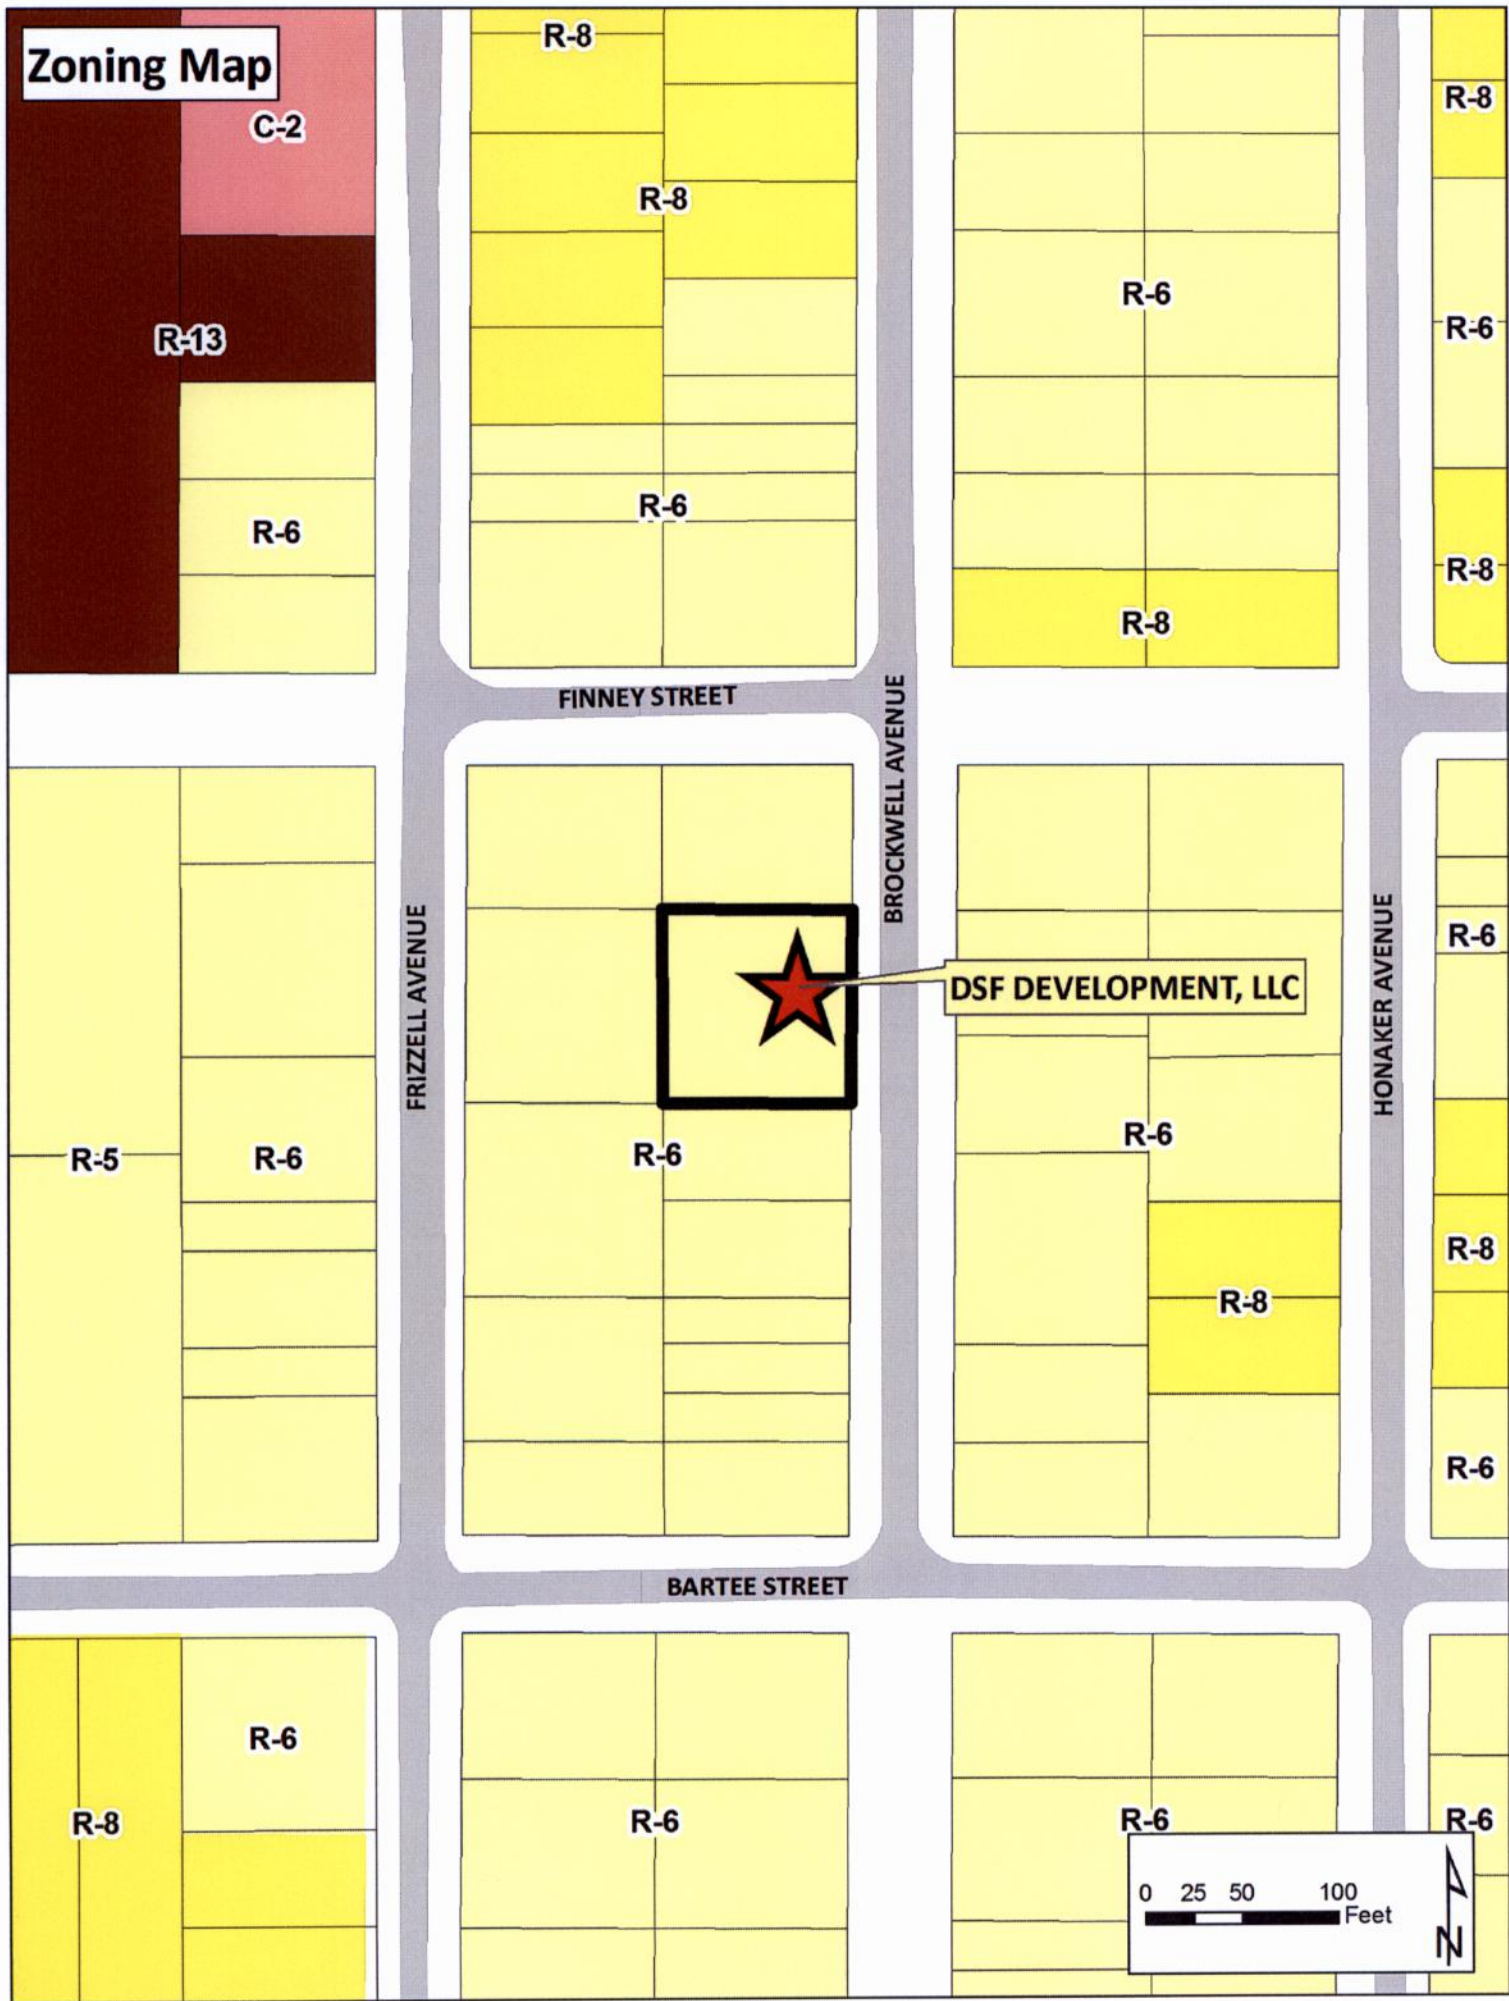 Zoning Map
R-8
R-8
C-2
R-8
R-6
R-6
R-13
R-6
R-6
R-8
R-8
FINNEY STREET
BROCKWELL AVENUE
FRIZZELL AVENUE
HONAKER AVENUE
R-6
DSF DEVELOPMENT, LLC
R-6
R-6
R-5
R-6
R-8
R-8
R-6
BARTEE STREET
R-6
R-8
R-6
R-6
R-6
0 25 50 100
Feet
N